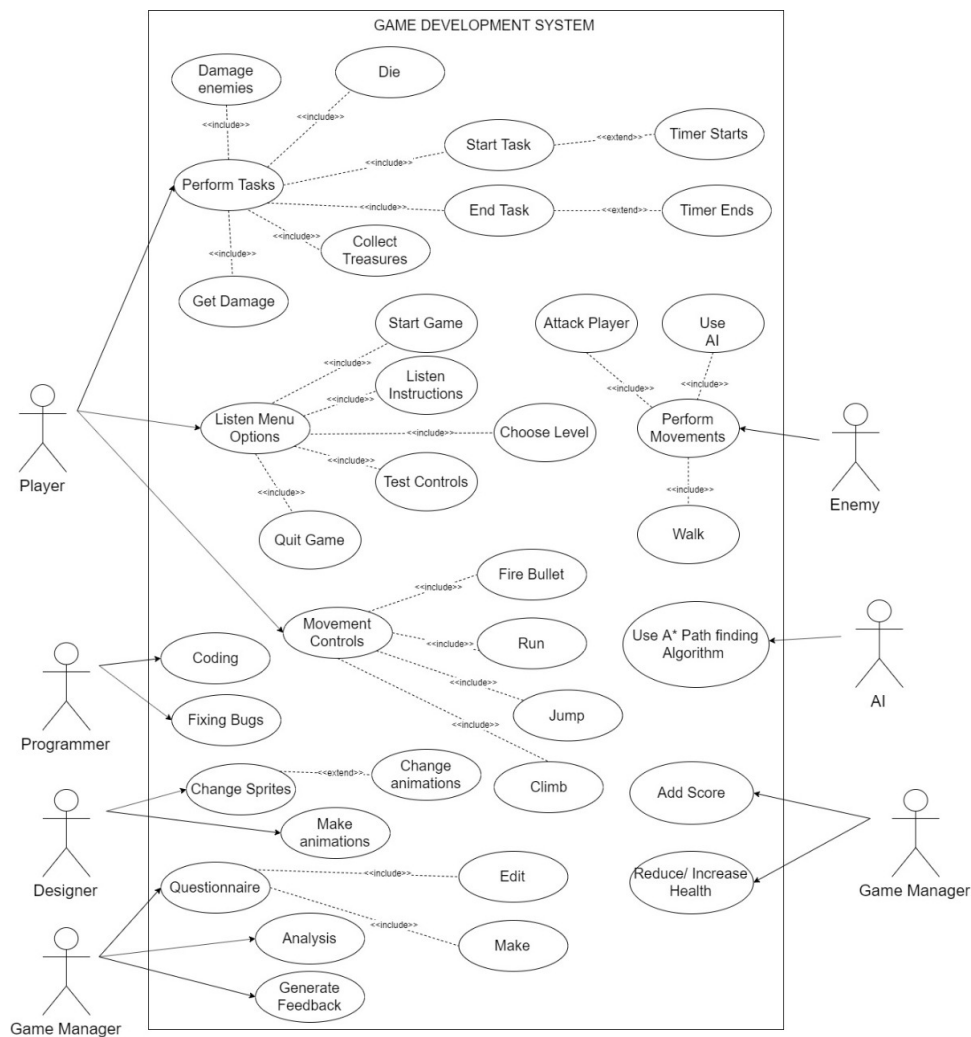 GAME DEVELOPMENT SYSTEM
Damage
enemies
Die
<<include>>
<<include>>
Start Task
<<extend>>
Timer Starts
<<include>>
Perform Tasks
<<include>>
End Task
<<extend>>
Timer Ends
<<include>>
Collect
Treasures
<<include>>
Get Damage
Start Game
Attack Player
Use
AI
<<include>>
<<include>>
<<include>>
Listen
Instructions
<<include>>
Listen Menu
Options
<<include>>
Choose Level
Perform
Movements
Player
<<include>>
Test Controls
<<include>>
<<include>>
Enemy
Quit Game
Walk
Fire Bullet
<<include>>
Movement
Controls
<<include>>
Run
Use A* Path finding
Algorithm
Coding
<<include>>
Jump
AI
Fixing Bugs
<<include>>
Programmer
Change Sprites
<<extend>>
Change
animations
Climb
Add Score
Make
animations
Designer
Questionnaire
<<include>>
Edit
Reduce/ Increase
Health
Game Manager
<<include>>
Analysis
Make
Generate
Feedback
Game Manager